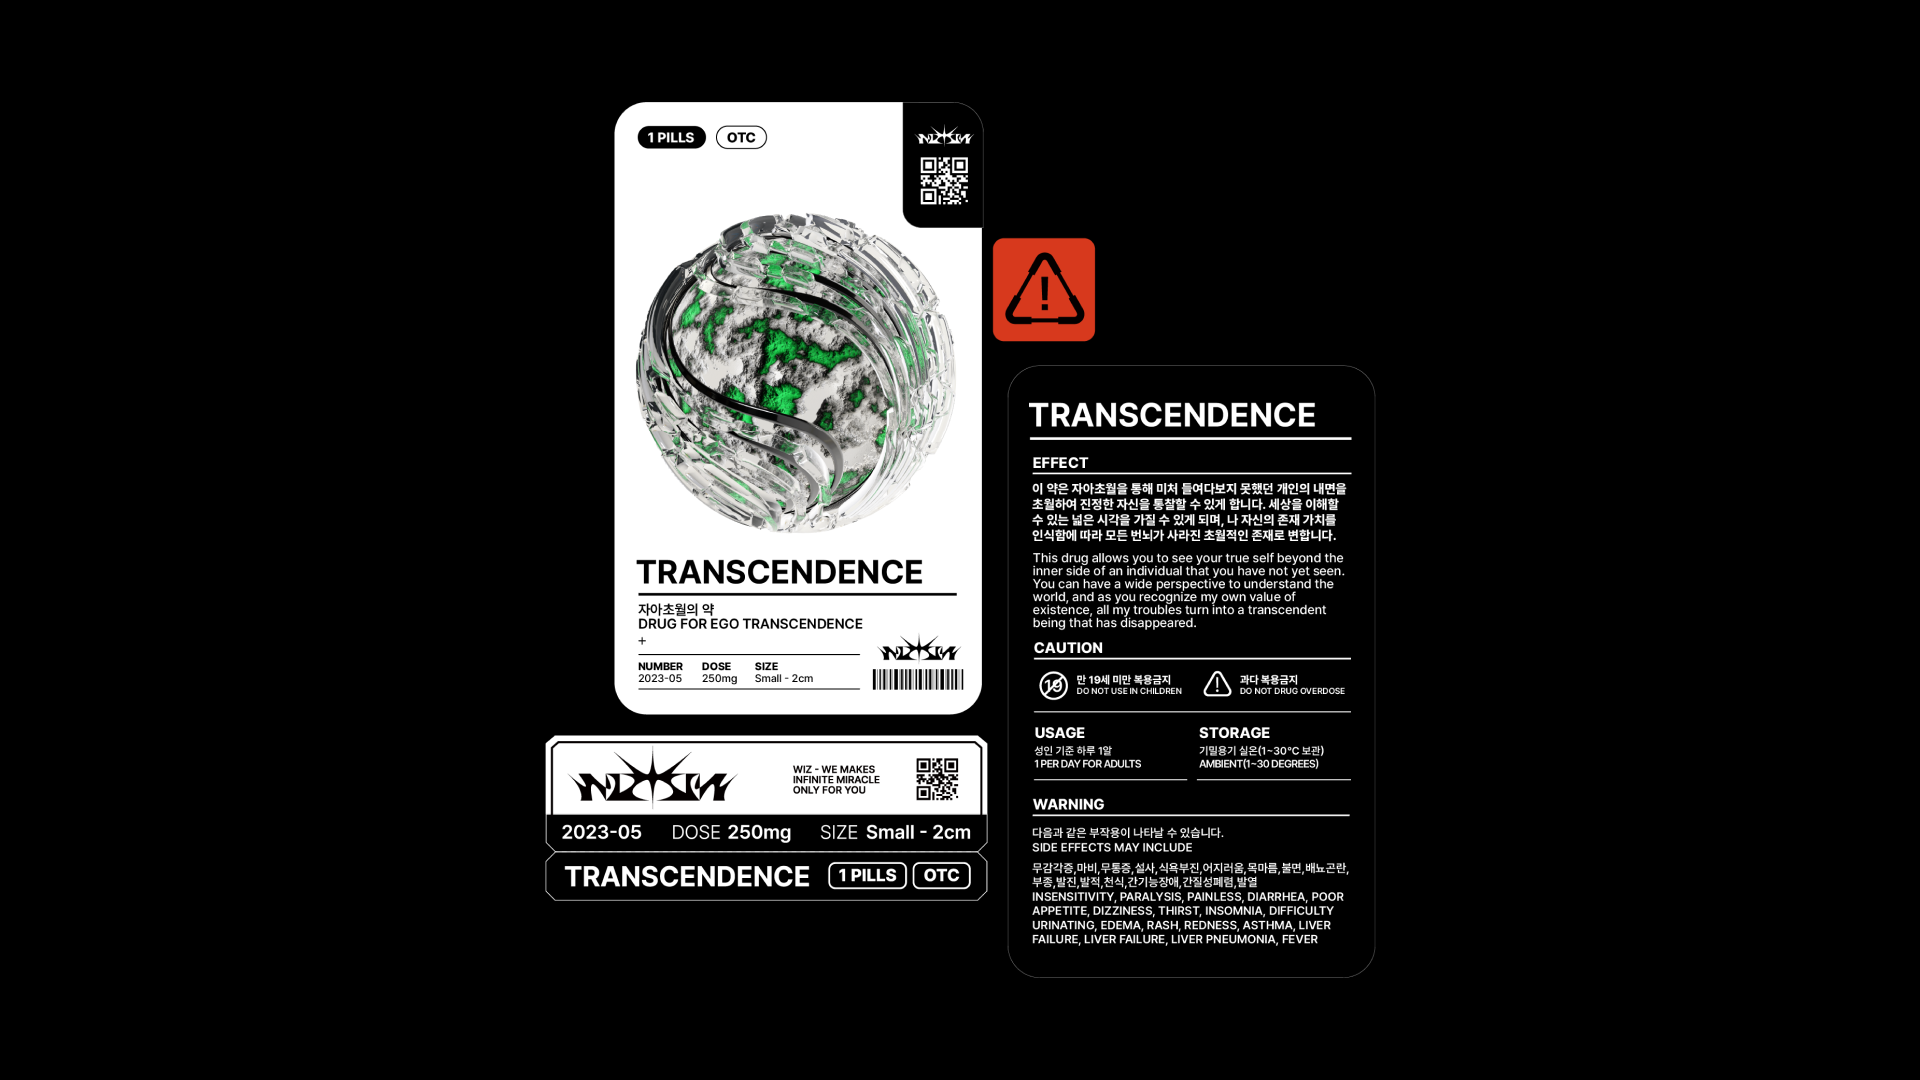 1 PILLS
OTC
TRANSCENDENCE
자아초월의 약
DRUG FOR EGO TRANSCENDENCE
+
NUMBER DOSE SIZE
2023-05 250mg Small - 2cm
WIZ - WE MAKES
INFINITE MIRACLE
ONLY FOR YOU
2023-05 DOSE 250mg SIZE Small - 2cm
TRANSCENDENCE 1 PILLS OTC
!
TRANSCENDENCE
EFFECT
이 약은 자아초월을 통해 미처 들여다보지 못했던 개인의 내면을
초월하여 진정한 자신을 통찰할 수 있게 합니다. 세상을 이해할
수 있는 넓은 시각을 가질 수 있게 되며, 나 자신의 존재 가치를
인식함에 따라 모든 번뇌가 사라진 초월적인 존재로 변합니다.
This drug allows you to see your true self beyond the
inner side of an individual that you have not yet seen.
You can have a wide perspective to understand the
world, and as you recognize my own value of
existence, all my troubles turn into a transcendent
being that has disappeared.
CAUTION
19
만 19세 미만 복용금지
DO NOT USE IN CHILDREN
!
과다 복용금지
DO NOT DRUG OVERDOSE
USAGE
성인 기준 하루 1알
1 PER DAY FOR ADULTS
STORAGE
기밀용기 실온(1~30°C 보관)
AMBIENT(1~30 DEGREES)
WARNING
다음과 같은 부작용이 나타날 수 있습니다.
SIDE EFFECTS MAY INCLUDE
무감각증,마비,무통증,설사,식욕부진,어지러움,목마름,불면,배뇨곤란,
부종,발진,발적,천식,간기능장애,간질성폐렴,발열
INSENSITIVITY, PARALYSIS, PAINLESS, DIARRHEA, POOR
APPETITE, DIZZINESS, THIRST, INSOMNIA, DIFFICULTY
URINATING, EDEMA, RASH, REDNESS, ASTHMA, LIVER
FAILURE, LIVER FAILURE, LIVER PNEUMONIA, FEVER